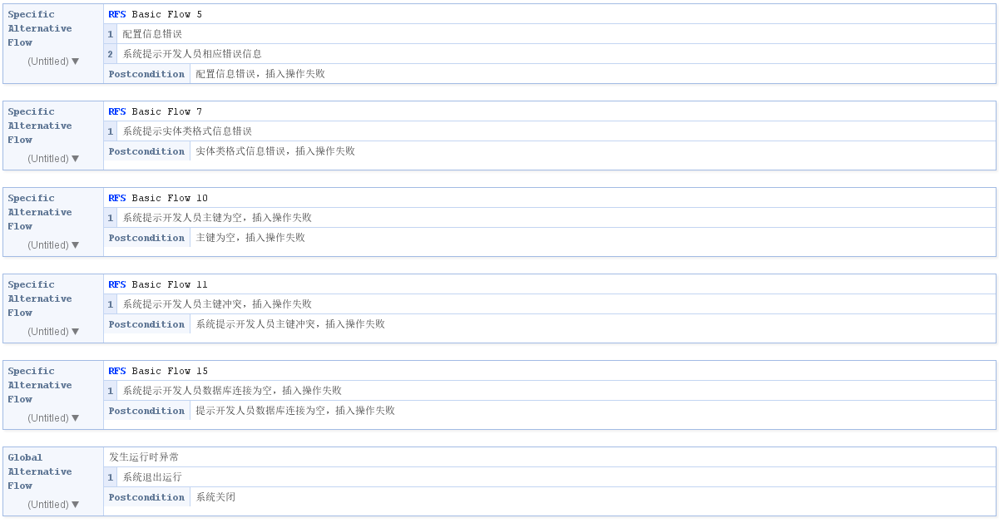 Specific
Alternative
Flow
(Untitled) ▼
RFS Basic Flow 5
1 配置信息错误
2 系统提示开发人员相应错误信息
Postcondition 配置信息错误，插入操作失败
Specific
Alternative
Flow
(Untitled) ▼
RFS Basic Flow 7
1 系统提示实体类格式信息错误
Postcondition 实体类格式信息错误，插入操作失败
Specific
Alternative
Flow
(Untitled) ▼
RFS Basic Flow 10
1 系统提示开发人员主键为空，插入操作失败
Postcondition 主键为空，插入操作失败
Specific
Alternative
Flow
(Untitled) ▼
RFS Basic Flow 11
1 系统提示开发人员主键冲突，插入操作失败
Postcondition 系统提示开发人员主键冲突，插入操作失败
Specific
Alternative
Flow
(Untitled) ▼
RFS Basic Flow 15
1 系统提示开发人员数据库连接为空，插入操作失败
Postcondition 提示开发人员数据库连接为空，插入操作失败
Global
Alternative
Flow
(Untitled) ▼
发生运行时异常
1 系统退出运行
Postcondition 系统关闭